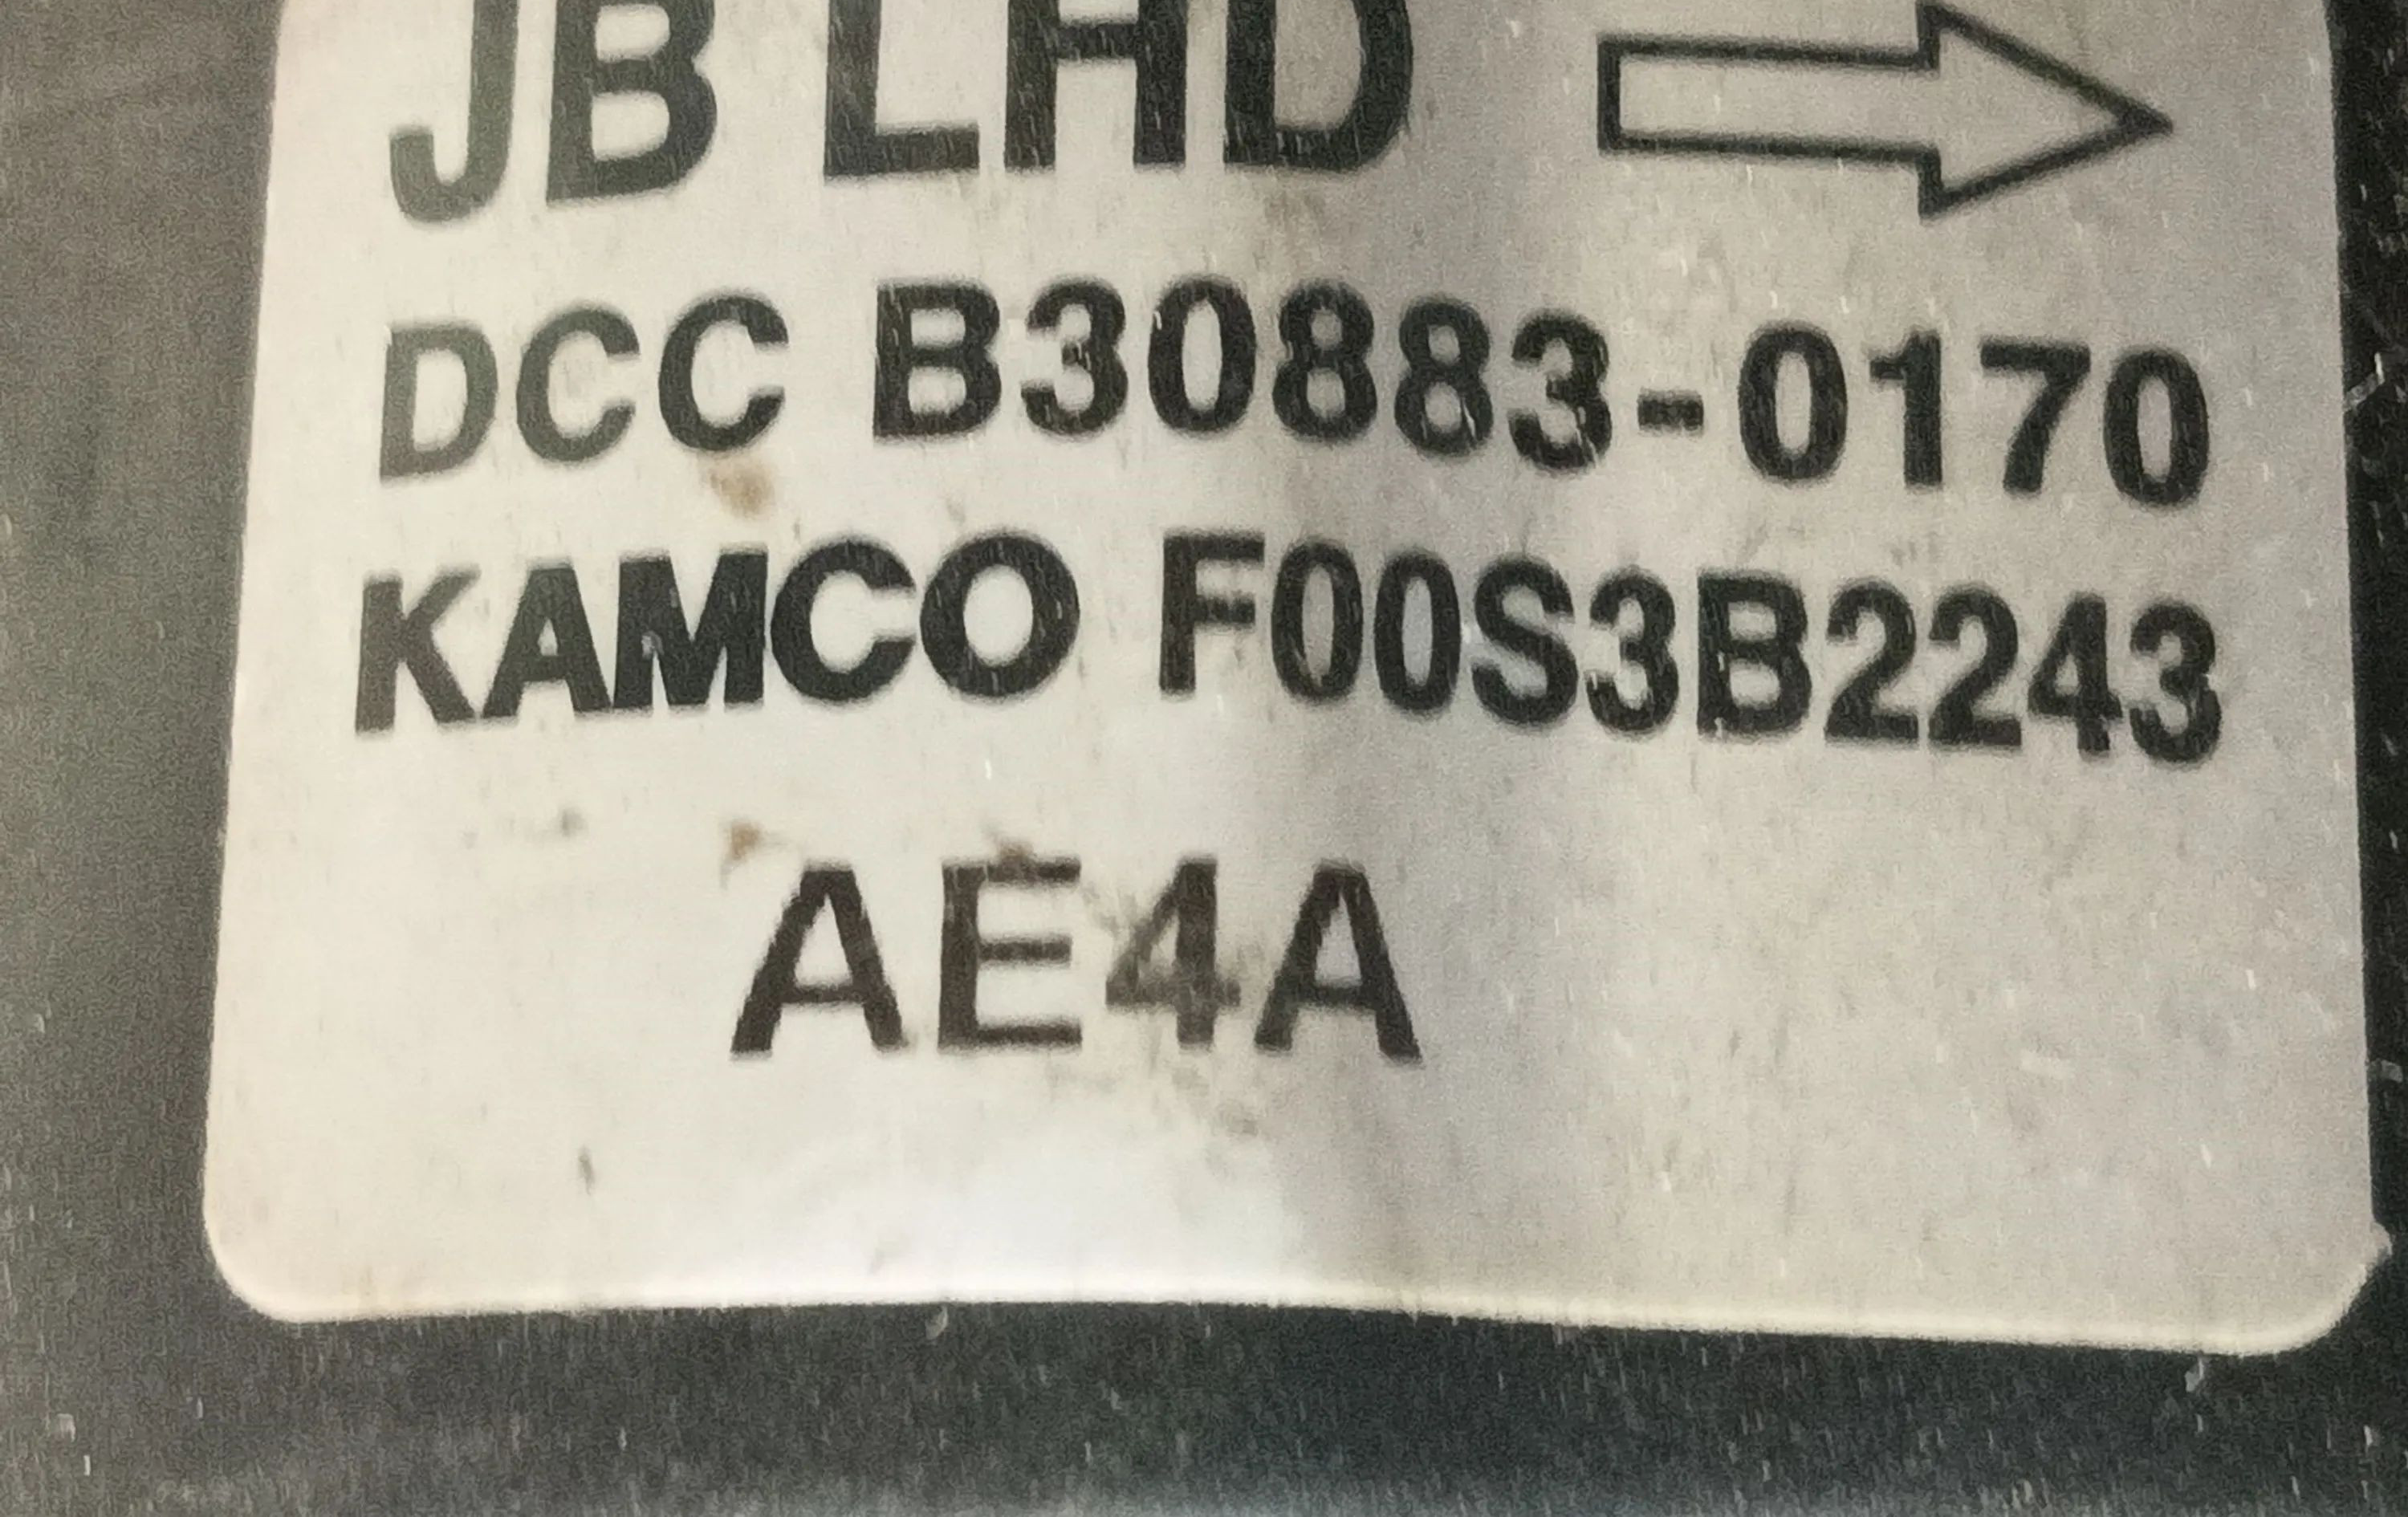 JB LHD
DCC B30883-0170
KAMCO F00S3B2243
AE4A